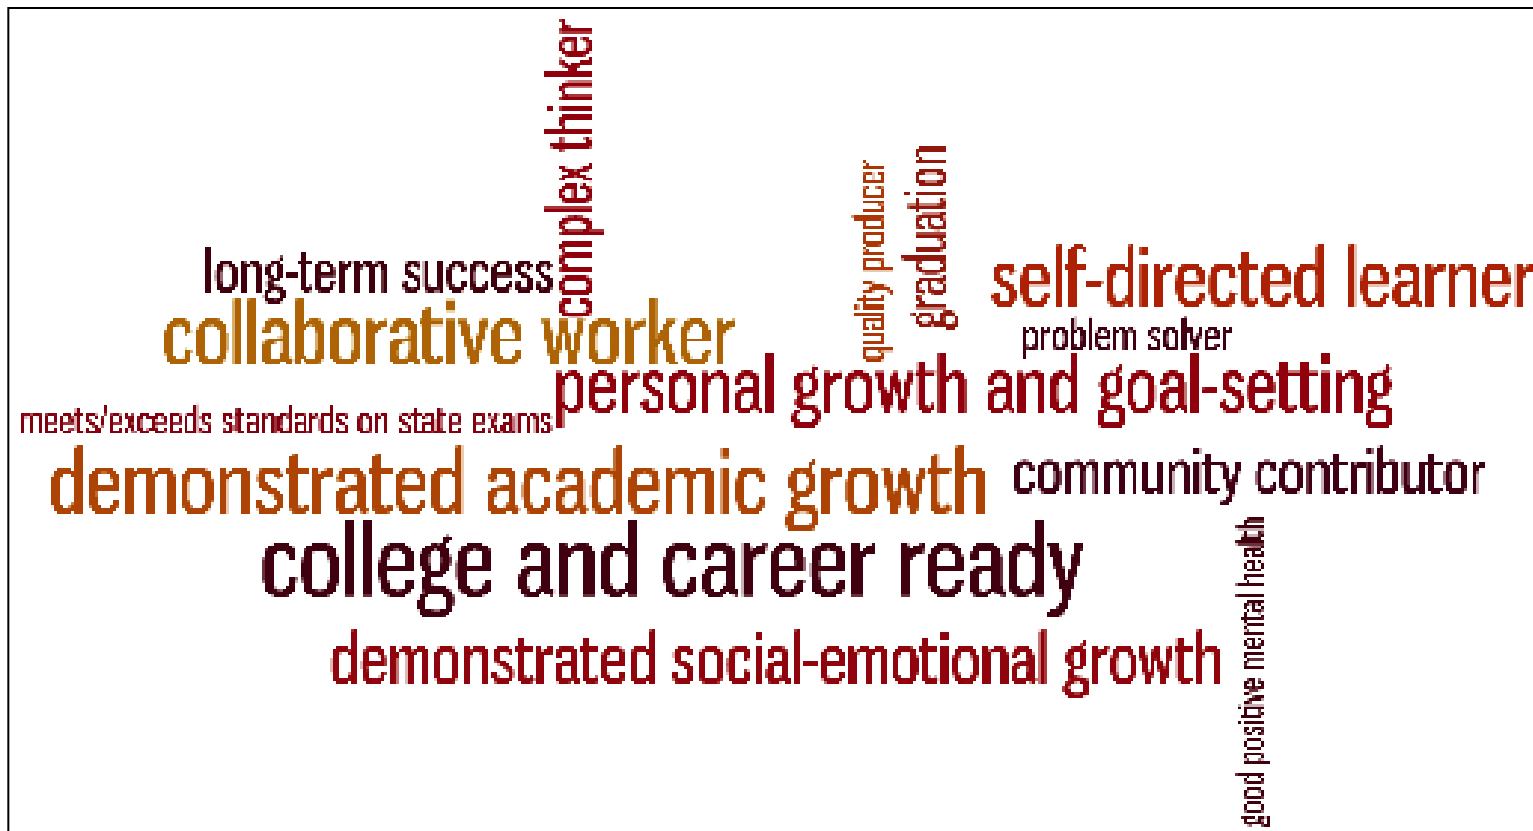 complex thinker
quality producer
graduation
long-term success
self-directed learner
collaborative worker
problem solver
personal growth and goal-setting
meets/exceeds standards on state exams
demonstrated academic growth
community contributor
college and career ready
good positive mental health
demonstrated social-emotional growth